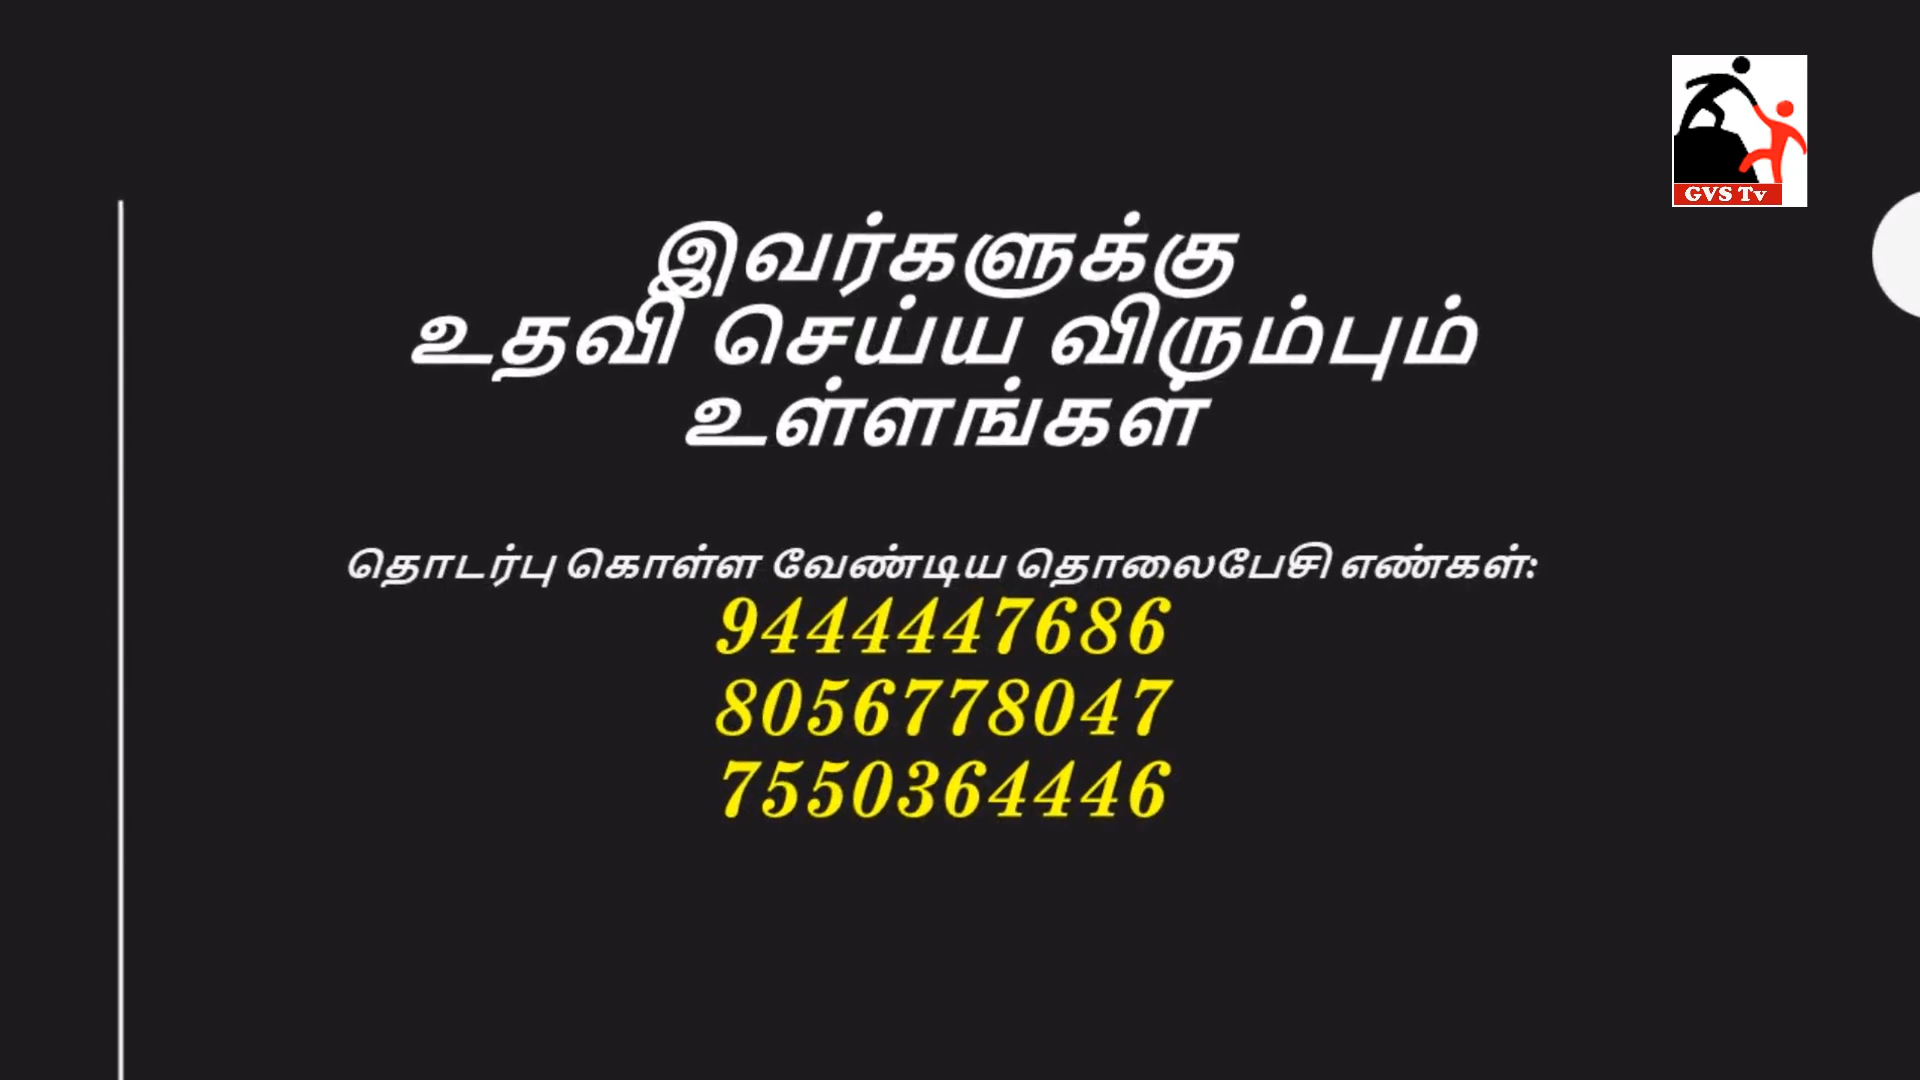 GVS Tv
இவர்களுக்கு
உதவி செய்ய விரும்பும்
உள்ளங்கள்
தொடர்பு கொள்ள வேண்டிய தொலைபேசி எண்கள்:
9444447686
8056778047
7550364446